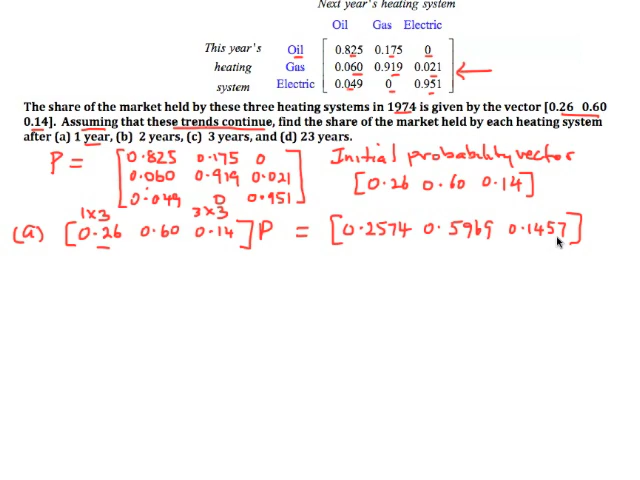 Next year's heating system
Oil Gas Electric
This year's Oil 0.825 0.175 0
heating Gas 0.060 0.919 0.021
system Electric 0.049 0 0.951
The share of the market held by these three heating systems in 1974 is given by the vector [0.26 0.60
0.14]. Assuming that these trends continue, find the share of the market held by each heating system
after (a) 1 year, (b) 2 years, (c) 3 years, and (d) 23 years.
P = [0.825 0.175 0 Initial probability vector
0.060 0.919 0.021 [0.26 0.60 0.14]
0.049 0 0.951]
1x3 3x3
(a) [0.26 0.60 0.14] P = [0.2574 0.5969 0.1457]